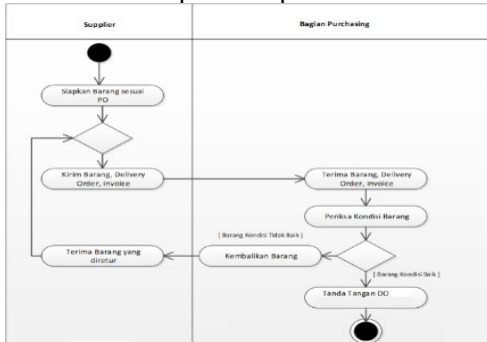 Supplier
Bagian Purchasing
Siapkan Barang sesuai
PO
Kirim Barang, Delivery
Order, Invoice
Terima Barang, Delivery
Order, Invoice
Periksa Kondisi Barang
[ Barang Kondisi Tidak Baik ]
Terima Barang yang
diretur
Kembalikan Barang
[ Barang Kondisi Baik ]
Tanda Tangan DO